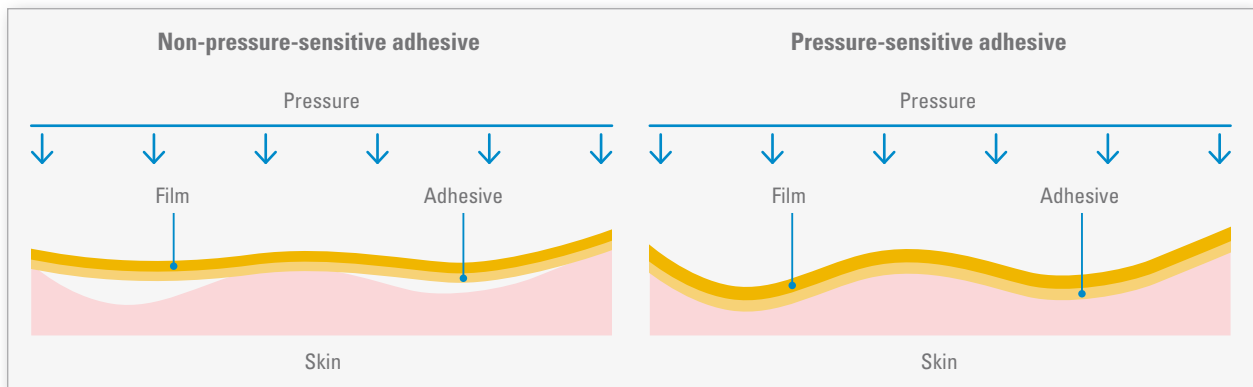 Non-pressure-sensitive adhesive
Pressure
Film
Adhesive
Skin
Pressure-sensitive adhesive
Pressure
Film
Adhesive
Skin